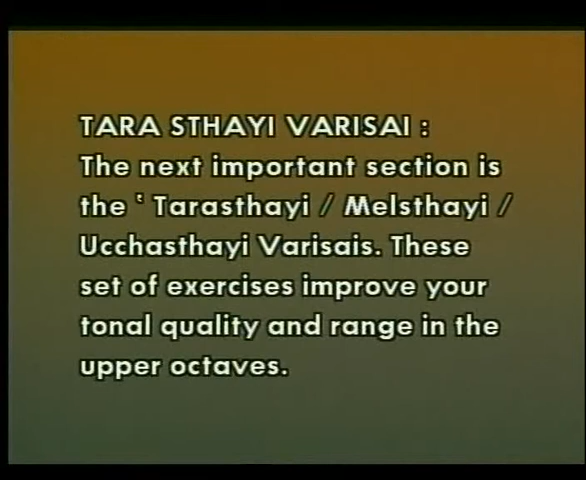 TARA STHAYI VARISAI :
The next important section is
the ‘ Tarasthayi / Melsthayi /
Ucchasthayi Varisais. These
set of exercises improve your
tonal quality and range in the
upper octaves.